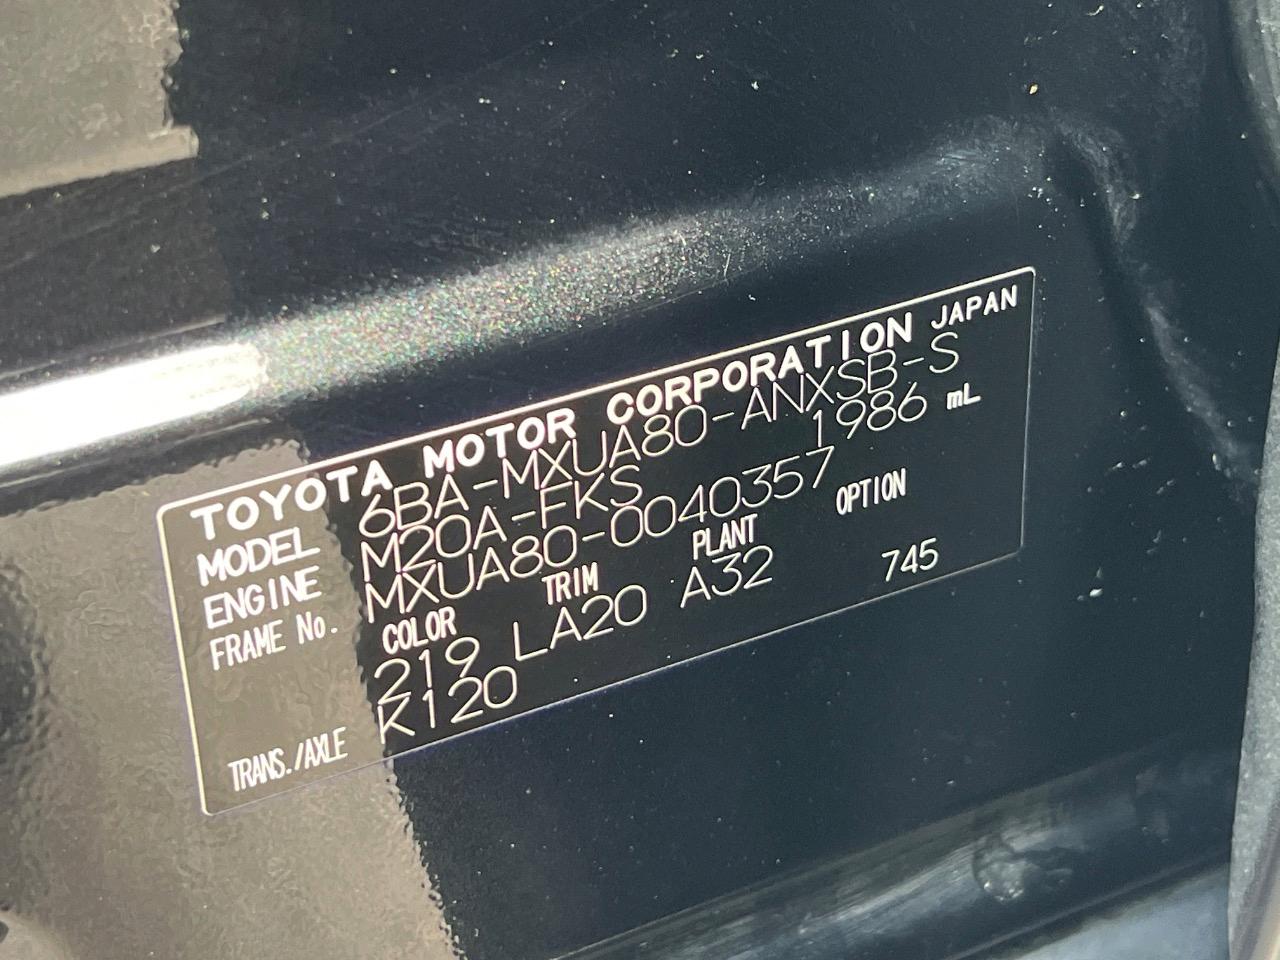 TOYOTA MOTOR CORPORATION JAPAN
MODEL 6BA-MXUA80-ANXSB-S
ENGINE M20A-FKS 1986 mL
FRAME No. MXUA80-0040357
COLOR TRIM PLANT OPTION
219 LA20 A32 745
TRANS./AXLE K120